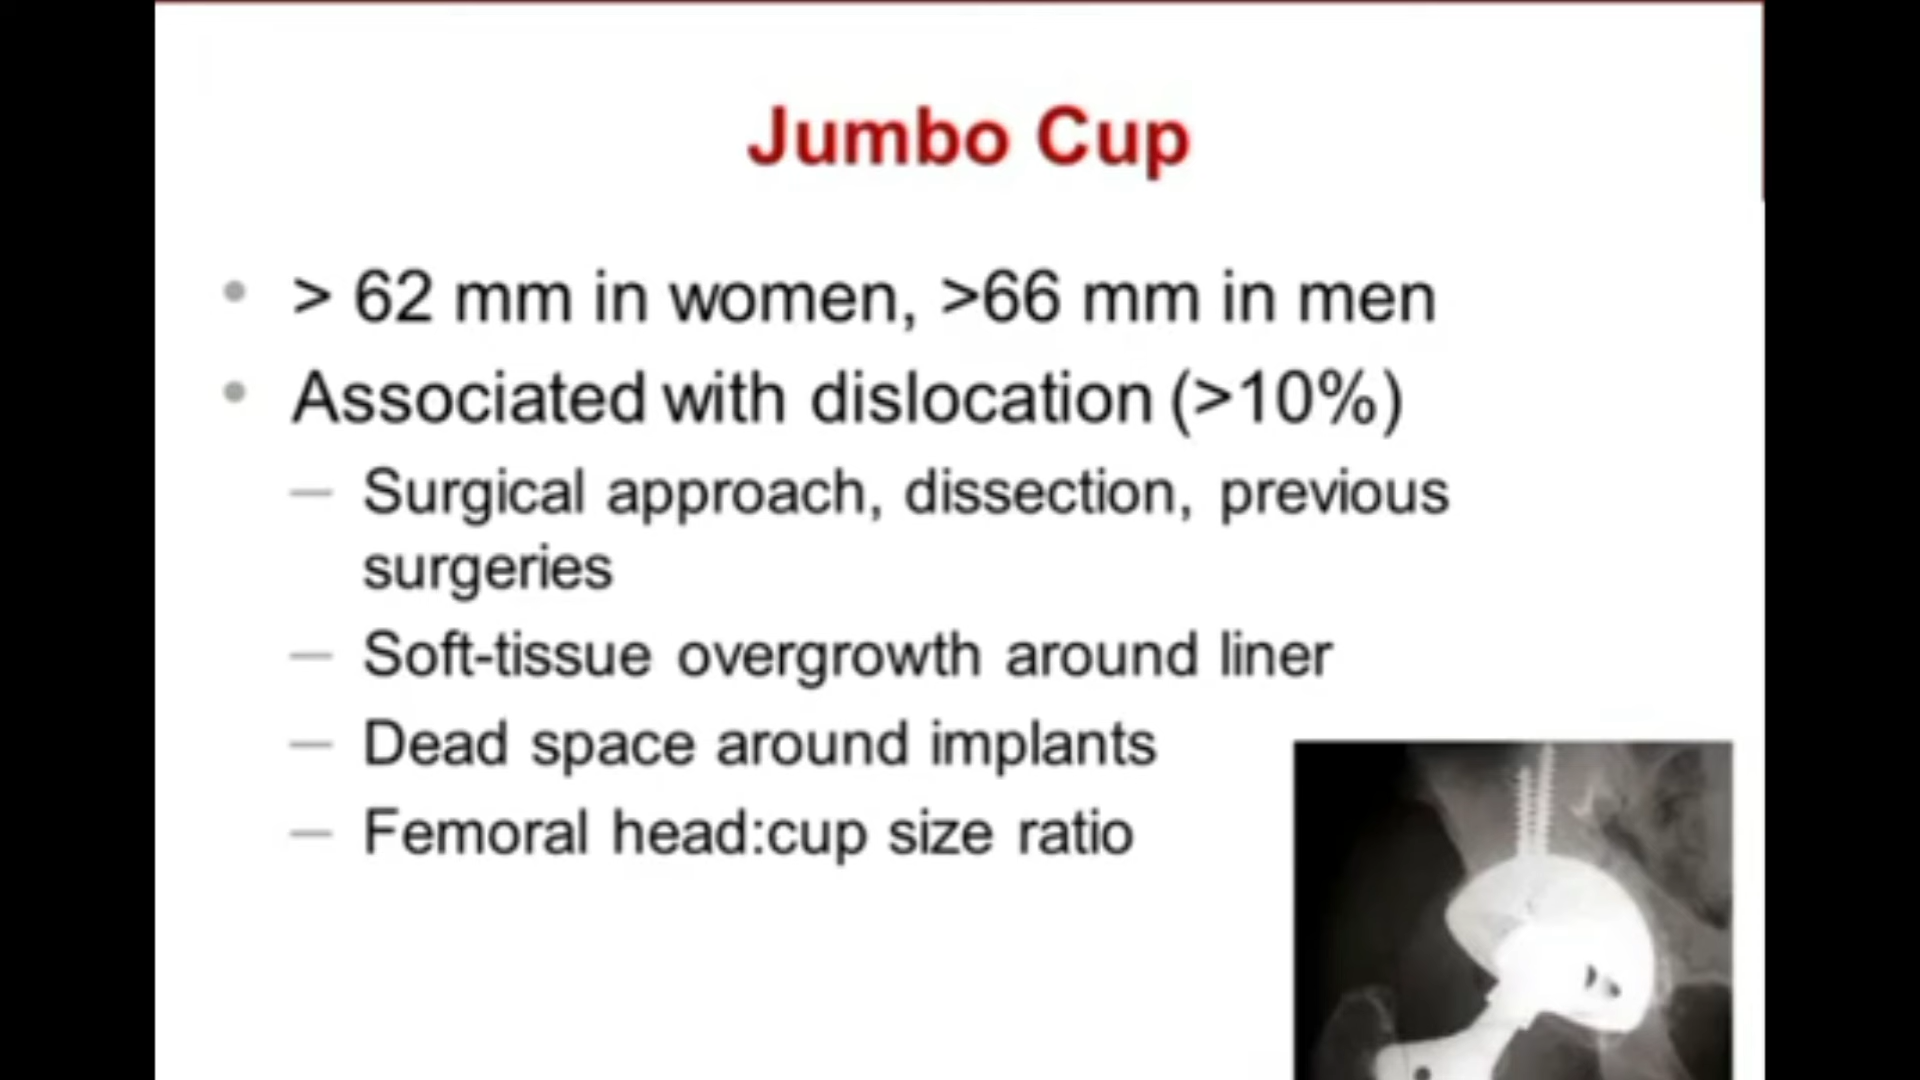 Jumbo Cup
• > 62 mm in women, >66 mm in men
• Associated with dislocation (>10%)
– Surgical approach, dissection, previous
surgeries
– Soft-tissue overgrowth around liner
– Dead space around implants
– Femoral head:cup size ratio